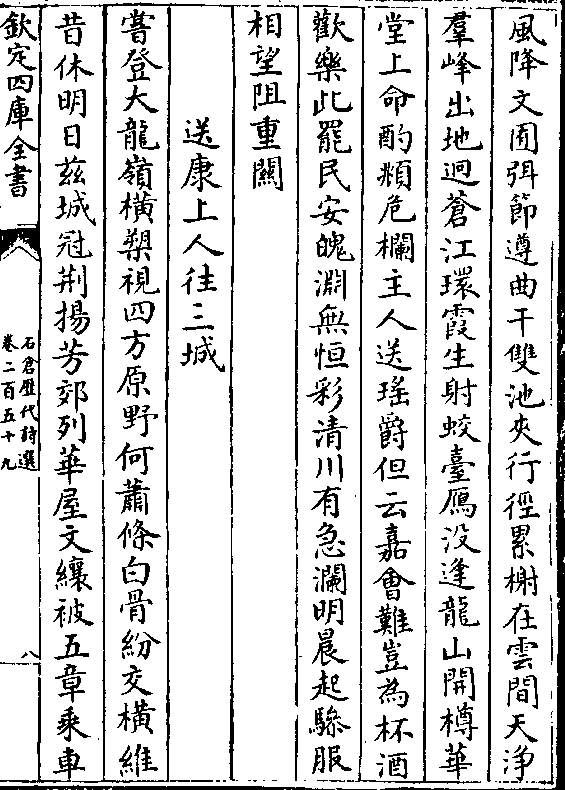 風降文囿弭節遵曲干雙池夾行徑累榭在雲間天淨
羣峰出地迥蒼江環霞生射蛟臺鴈没逢龍山開樽華
堂上命酌頫危欄主人送瑤爵但云嘉會難豈為杯酒
歡樂此罷民安媿淵無恒彩清川有急瀾明晨起驂服
相望阻重關
送康上人往三城
嘗登大龍嶺橫槊視四方原野何蕭條白骨紛交橫維
昔休明日兹城冠荆揚芳郊列華屋文纕被五章乘車
欽定四庫全書
石倉歷代詩選
卷二百五十九
八